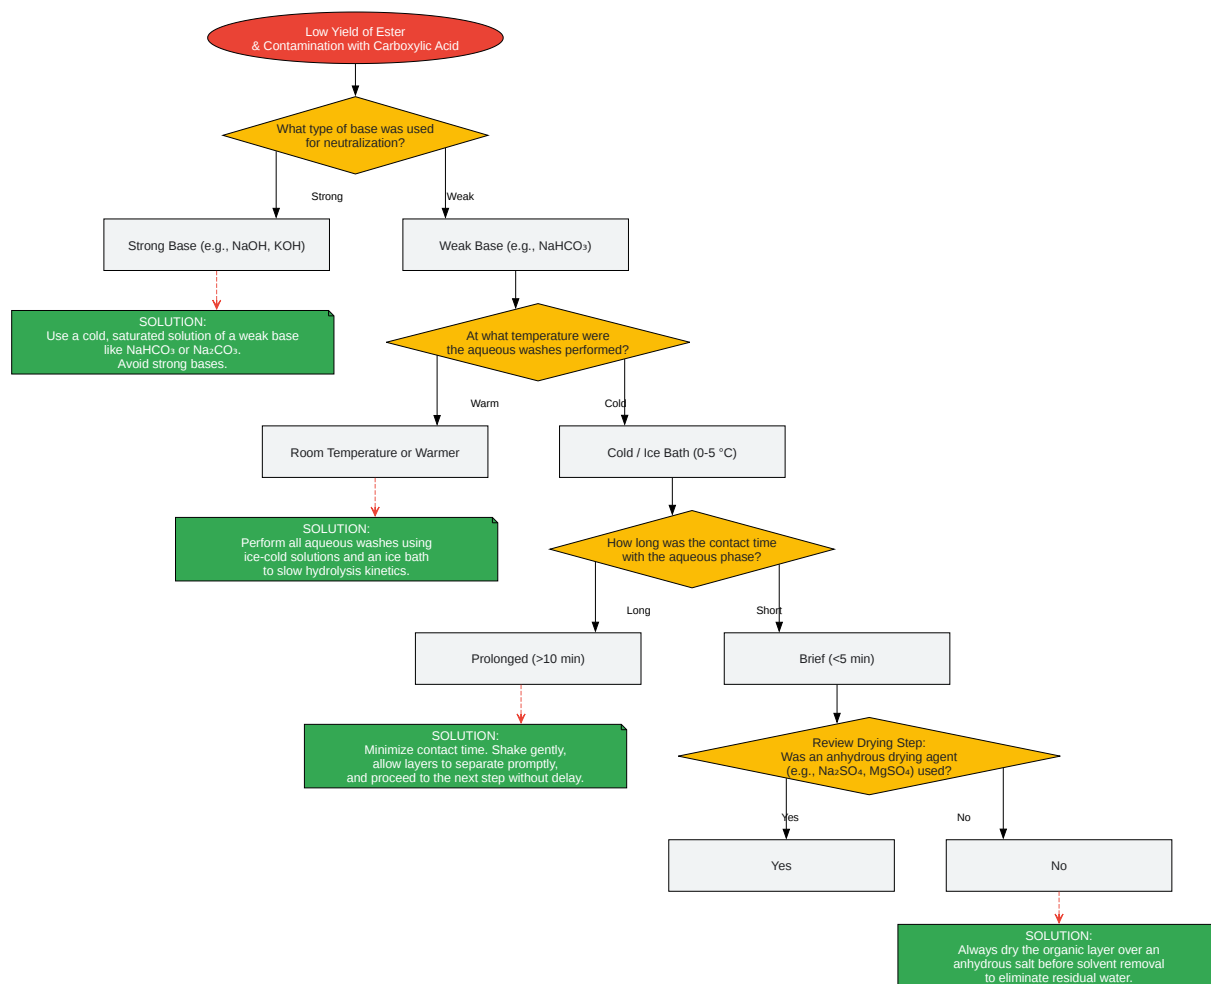 Low Yield of Ester
& Contamination with Carboxylic Acid
What type of base was used
for neutralization?
Strong
Weak
Strong Base (e.g., NaOH, KOH)
Weak Base (e.g., NaHCO₃)
SOLUTION:
Use a cold, saturated solution of a weak base
like NaHCO₃ or Na₂CO₃.
Avoid strong bases.
At what temperature were
the aqueous washes performed?
Warm
Cold
Room Temperature or Warmer
Cold / Ice Bath (0-5 °C)
SOLUTION:
Perform all aqueous washes using
ice-cold solutions and an ice bath
to slow hydrolysis kinetics.
How long was the contact time
with the aqueous phase?
Long
Short
Prolonged (>10 min)
Brief (<5 min)
SOLUTION:
Minimize contact time. Shake gently,
allow layers to separate promptly,
and proceed to the next step without delay.
Review Drying Step:
Was an anhydrous drying agent
(e.g., Na₂SO₄, MgSO₄) used?
Yes
No
Yes
No
SOLUTION:
Always dry the organic layer over an
anhydrous salt before solvent removal
to eliminate residual water.